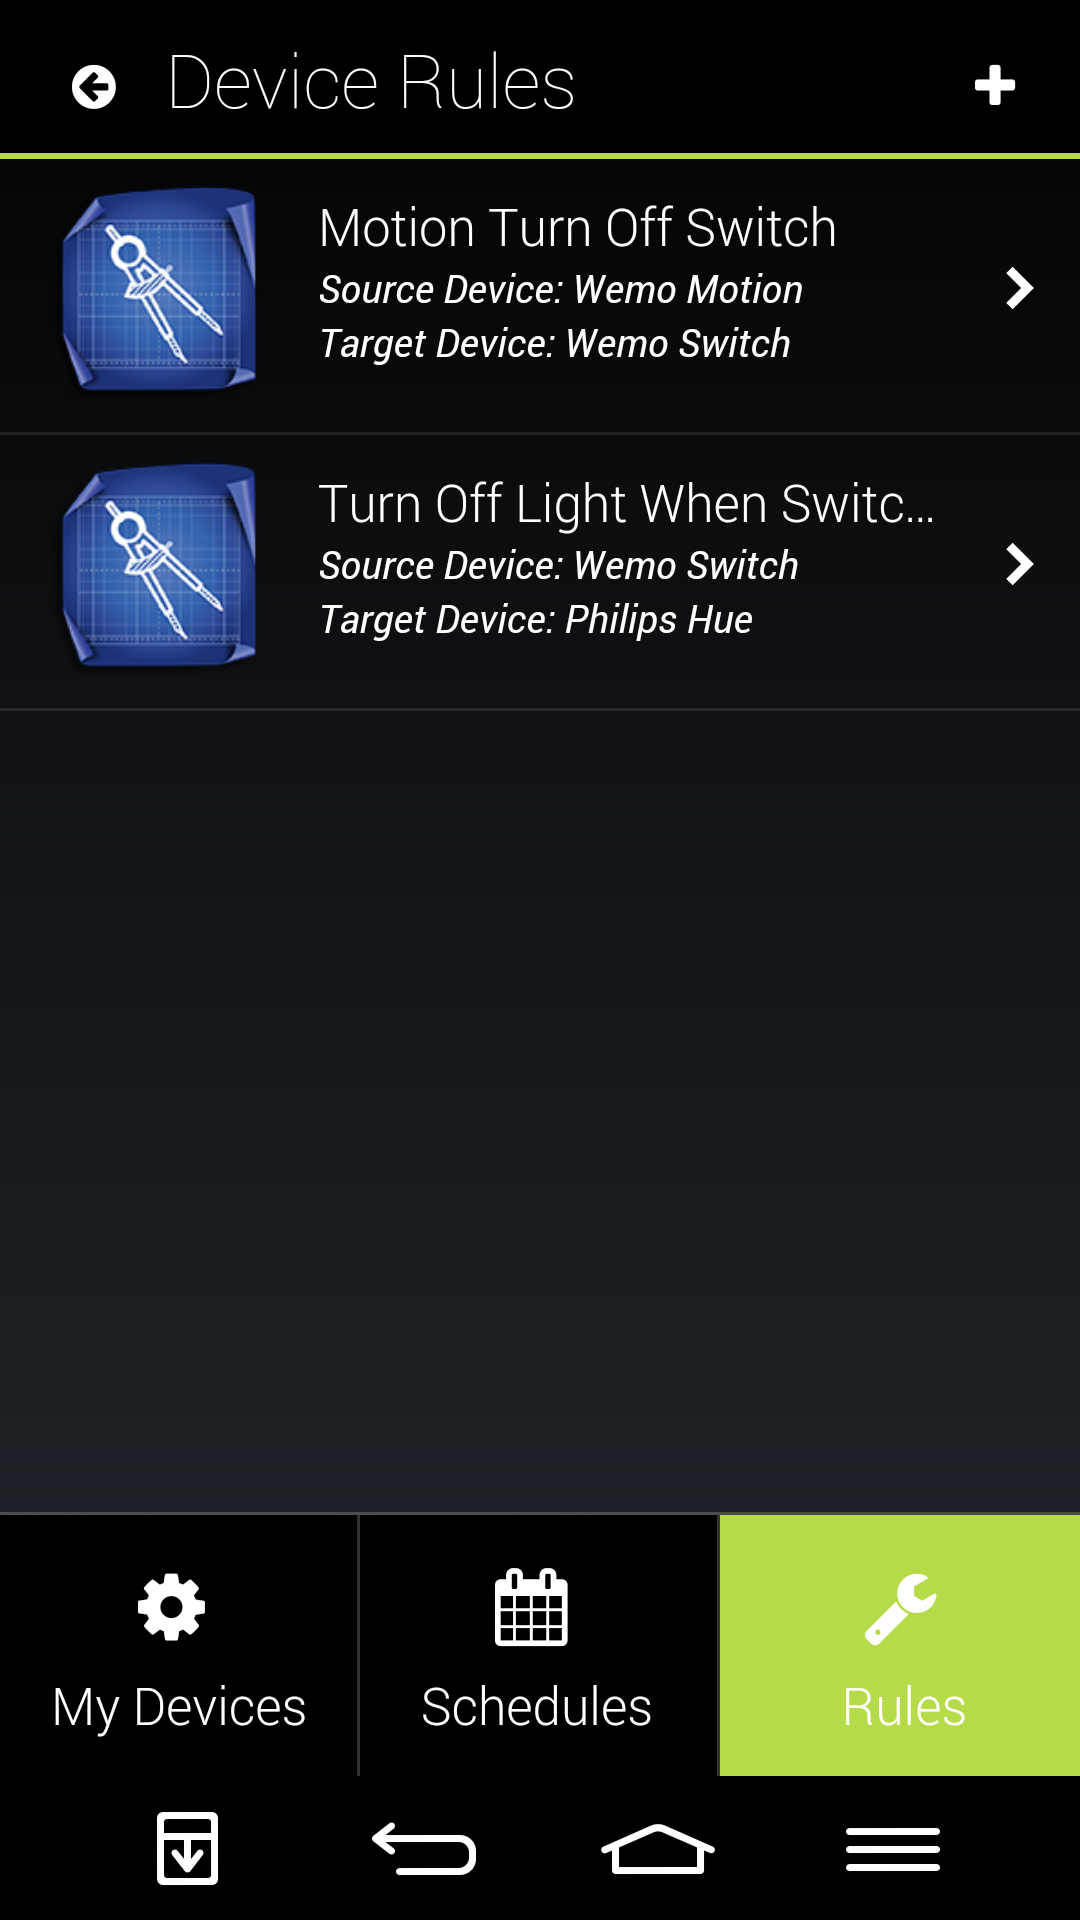 Device Rules
Motion Turn Off Switch
Source Device: Wemo Motion
Target Device: Wemo Switch
Turn Off Light When Switc...
Source Device: Wemo Switch
Target Device: Philips Hue
My Devices
Schedules
Rules